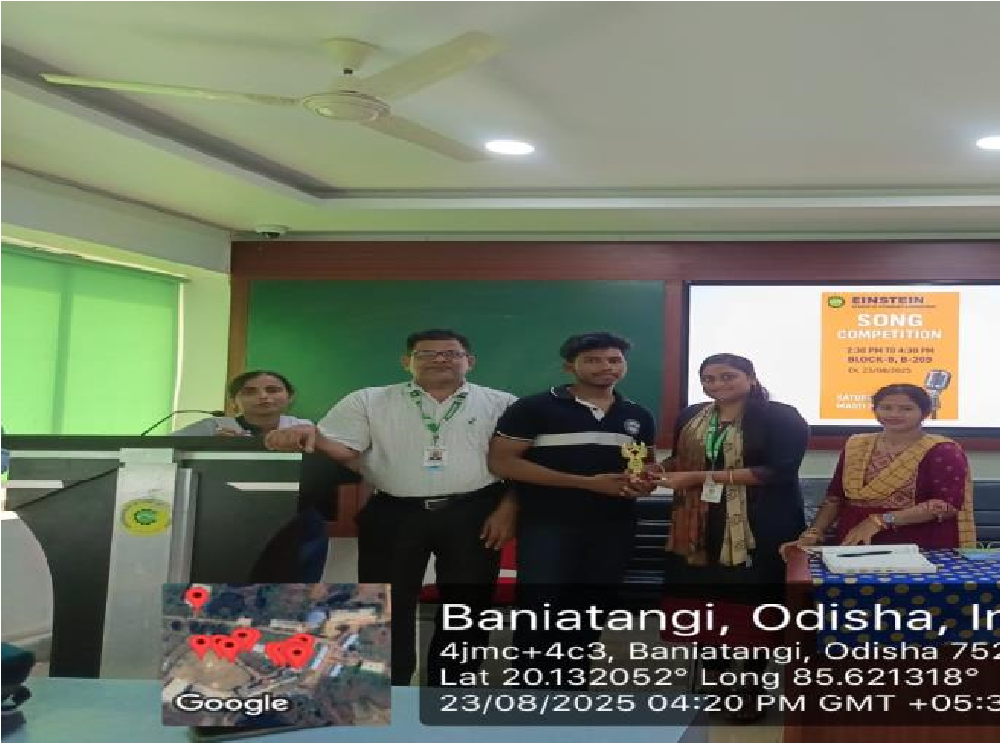 EINSTEIN
SONG
COMPETITION
2:30 PM TO 4:30 PM
BLOCK-B, B-209
23/08/2025
Baniatangi, Odisha, In
4jmc+4c3, Baniatangi, Odisha 752
Lat 20.132052° Long 85.621318°
23/08/2025 04:20 PM GMT +05:3
Google